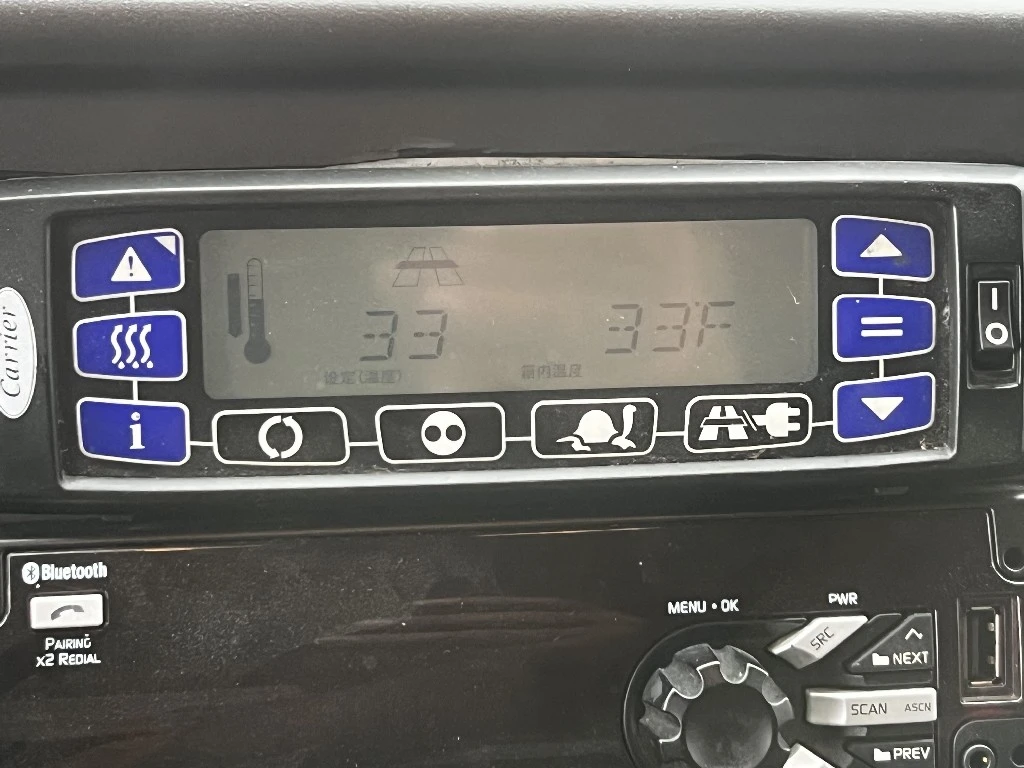 Carrier
33
33F
設定(温度)
箱内温度
i
Bluetooth
PAIRING
X2 REDIAL
MENU • OK
PWR
SRC
NEXT
SCAN
ASCN
PREV